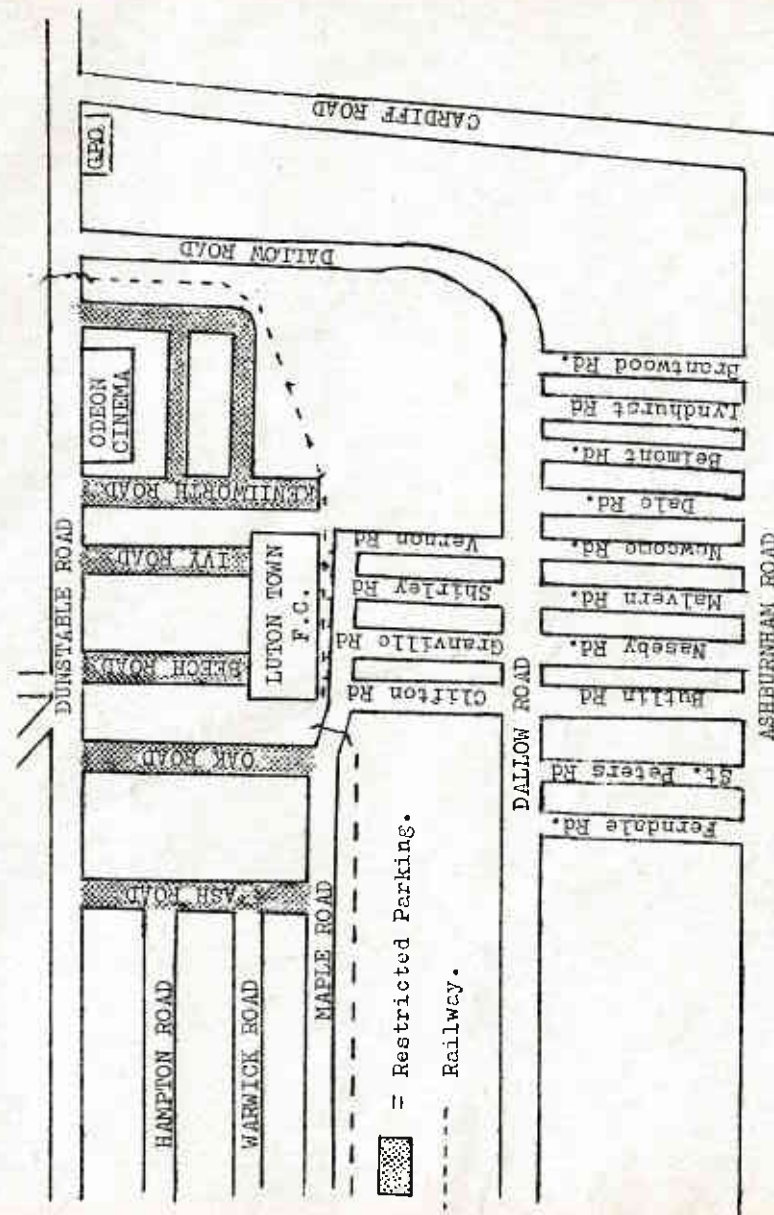 CARDIFF ROAD
G.P.O.
DALLOW ROAD
ODEON
CINEMA
KENILWORTH ROAD
IVY ROAD
BEECH ROAD
OAK ROAD
ASH ROAD
DUNSTABLE ROAD
LUTON TOWN
F.C.
HAMPTON ROAD
WARWICK ROAD
MAPLE ROAD
Vernon Rd
Shirley Rd
Granville Rd
Clifton Rd
DALLOW ROAD
Brantwood Rd.
Lyndhurst Rd
Belmont Rd.
Dale Rd.
Newcome Rd.
Malvern Rd.
Naseby Rd.
Butlin Rd
St. Peters Rd
Ferndale Rd.
ASHBURNHAM ROAD
= Restricted Parking.
Railway.